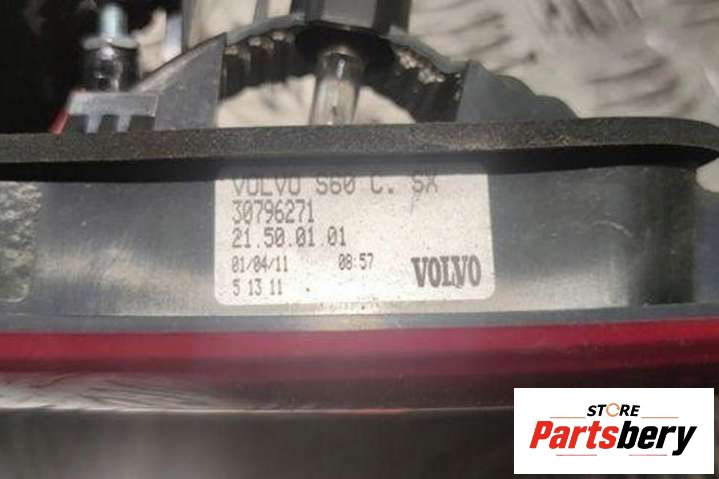 VOLVO S60 C. SX
30796271
21.50.01.01
01/04/11 08:57
5 13 11 .
VOLVO
STORE
Partsbery